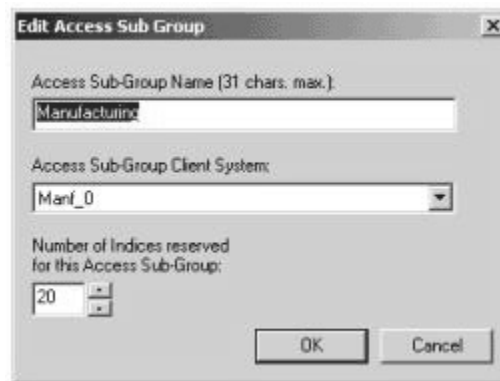 Edit Access Sub Group
Access Sub-Group Name (31 chars. max.):
Manufacturing
Access Sub-Group Client System:
Manf_0
Number of Indices reserved
for this Access Sub-Group:
20
OK Cancel